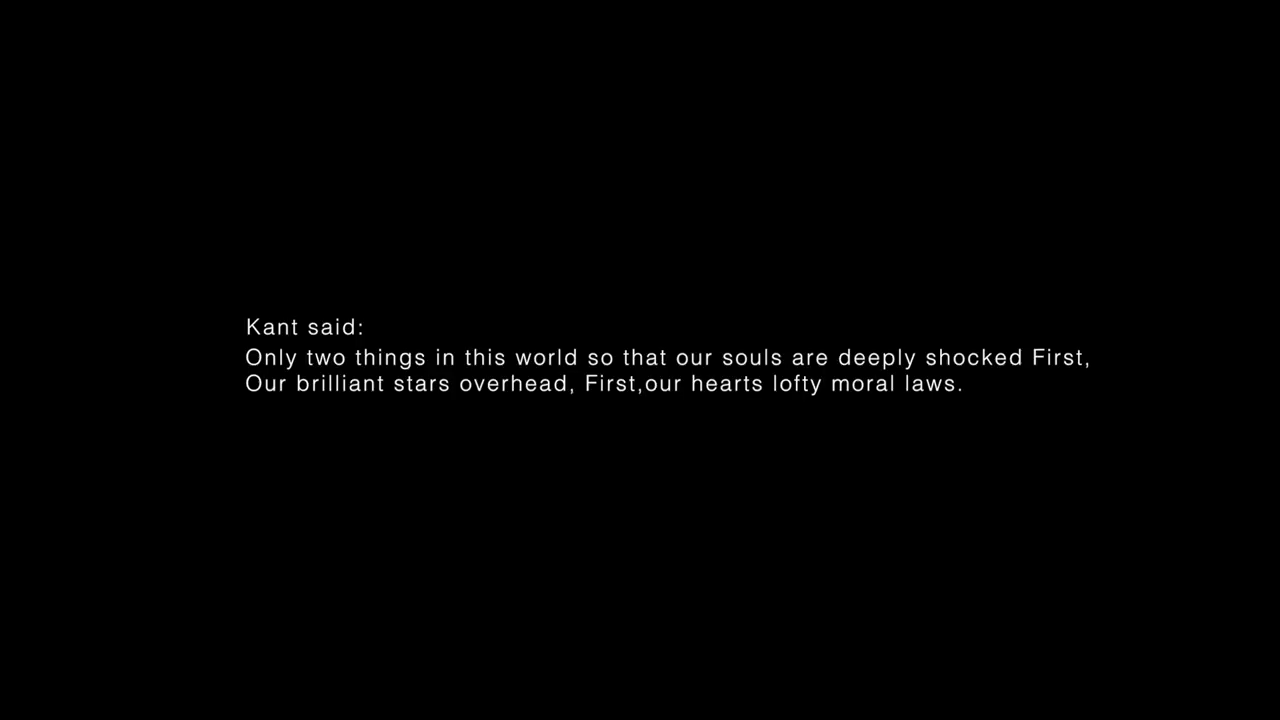 Kant said:
Only two things in this world so that our souls are deeply shocked First,
Our brilliant stars overhead, First,our hearts lofty moral laws.